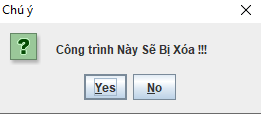 Chú ý
Công trình Này Sẽ Bị Xóa !!!
Yes No